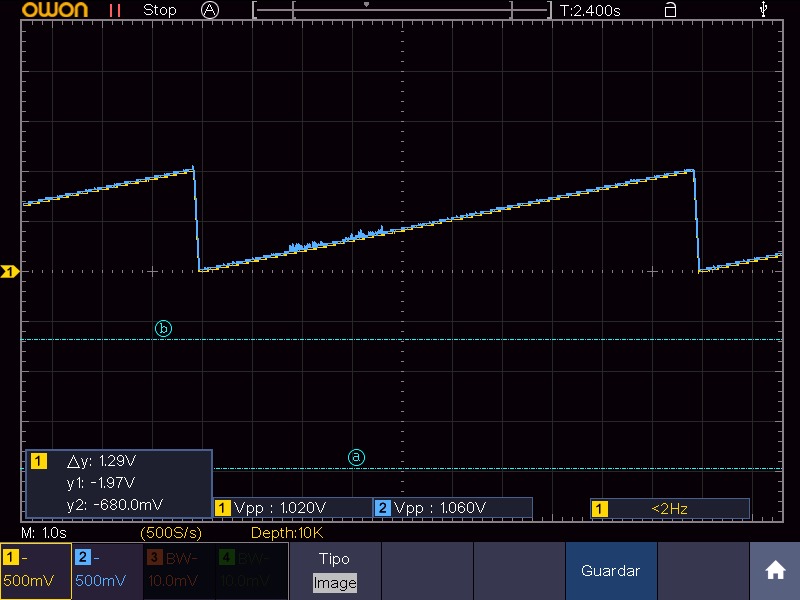 OWON Stop A T:2.400s
1
b
a
1 △y: 1.29V
y1: -1.97V
y2: -680.0mV
1 Vpp : 1.020V 2 Vpp : 1.060V 1 <2Hz
M: 1.0s (500S/s) Depth:10K
1 - 2 - 3 BW- 4 BW- Tipo
500mV 500mV 10.0mV 10.0mV Image Guardar